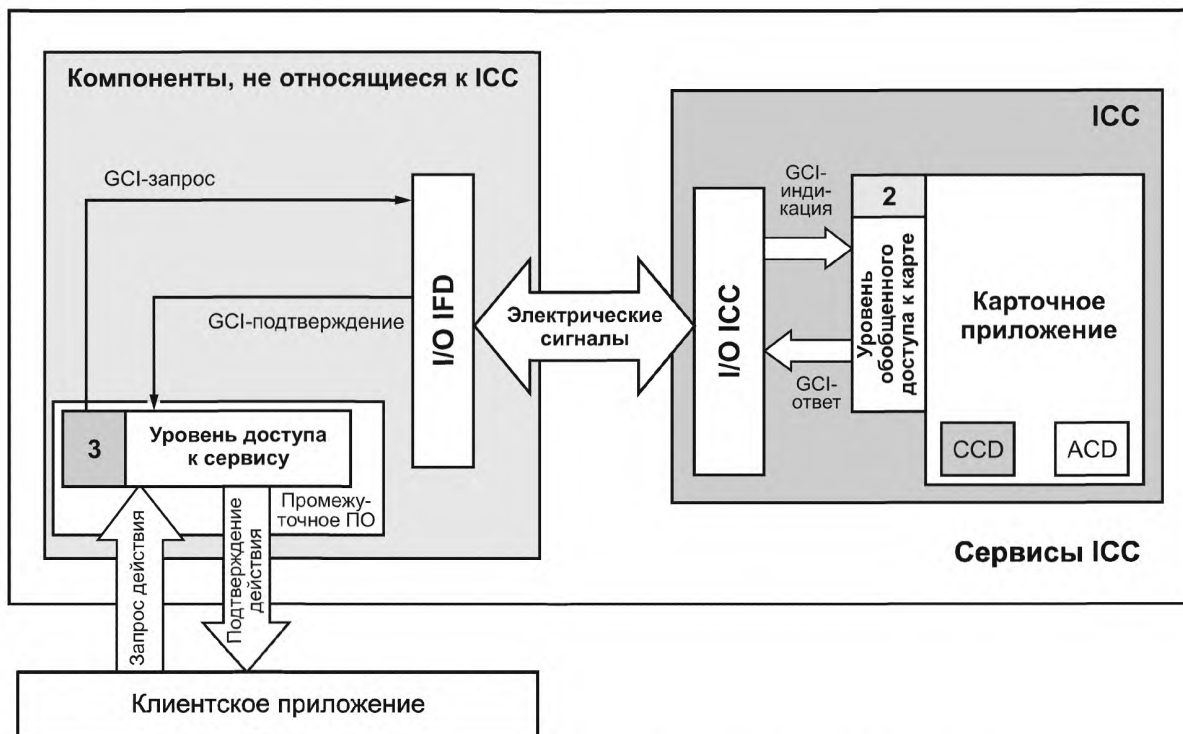 Компоненты, не относящиеся к ICC
ICC
GCI-запрос
GCI-
инди-
кация
2
Уровень
обобщенного
доступа к карте
Карточное
приложение
I/O IFD
Электрические
сигналы
I/O ICC
GCI-подтверждение
GCI-
ответ
3
Уровень доступа
к сервису
CCD
ACD
Промежу-
точное ПО
Запрос действия
Подтверждение
действия
Сервисы ICC
Клиентское приложение